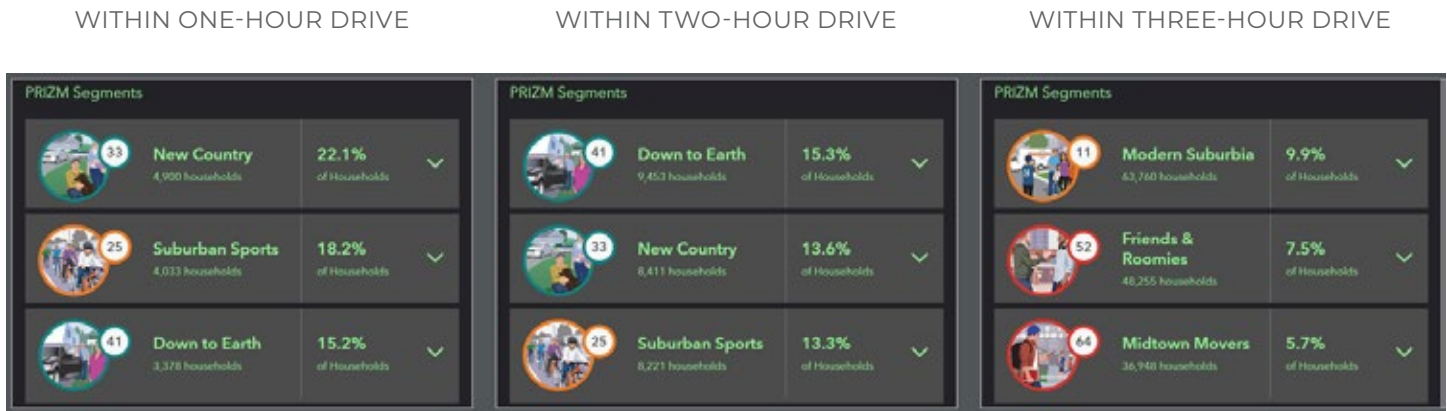 WITHIN ONE-HOUR DRIVE
PRIZM Segments
33
New Country
4,900 households
22.1%
of Households
25
Suburban Sports
4,033 households
18.2%
of Households
41
Down to Earth
3,378 households
15.2%
of Households
WITHIN TWO-HOUR DRIVE
PRIZM Segments
41
Down to Earth
9,453 households
15.3%
of Households
33
New Country
8,411 households
13.6%
of Households
25
Suburban Sports
8,221 households
13.3%
of Households
WITHIN THREE-HOUR DRIVE
PRIZM Segments
11
Modern Suburbia
63,760 households
9.9%
of Households
52
Friends &
Roomies
48,255 households
7.5%
of Households
64
Midtown Movers
36,948 households
5.7%
of Households